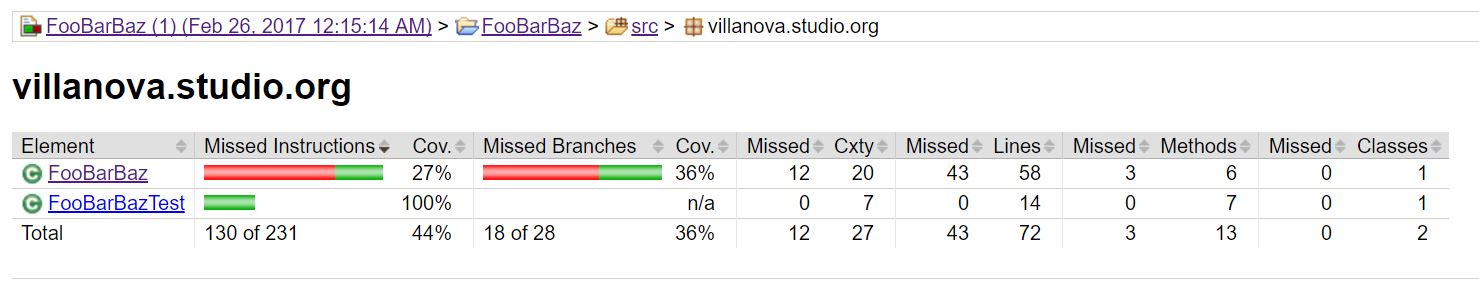 FooBarBaz (1) (Feb 26, 2017 12:15:14 AM) > FooBarBaz > src > villanova.studio.org
villanova.studio.org
Element Missed Instructions Cov. Missed Branches Cov. Missed Cxty Missed Lines Missed Methods Missed Classes
FooBarBaz 27% 36% 12 20 43 58 3 6 0 1
FooBarBazTest 100% n/a 0 7 0 14 0 7 0 1
Total 130 of 231 44% 18 of 28 36% 12 27 43 72 3 13 0 2